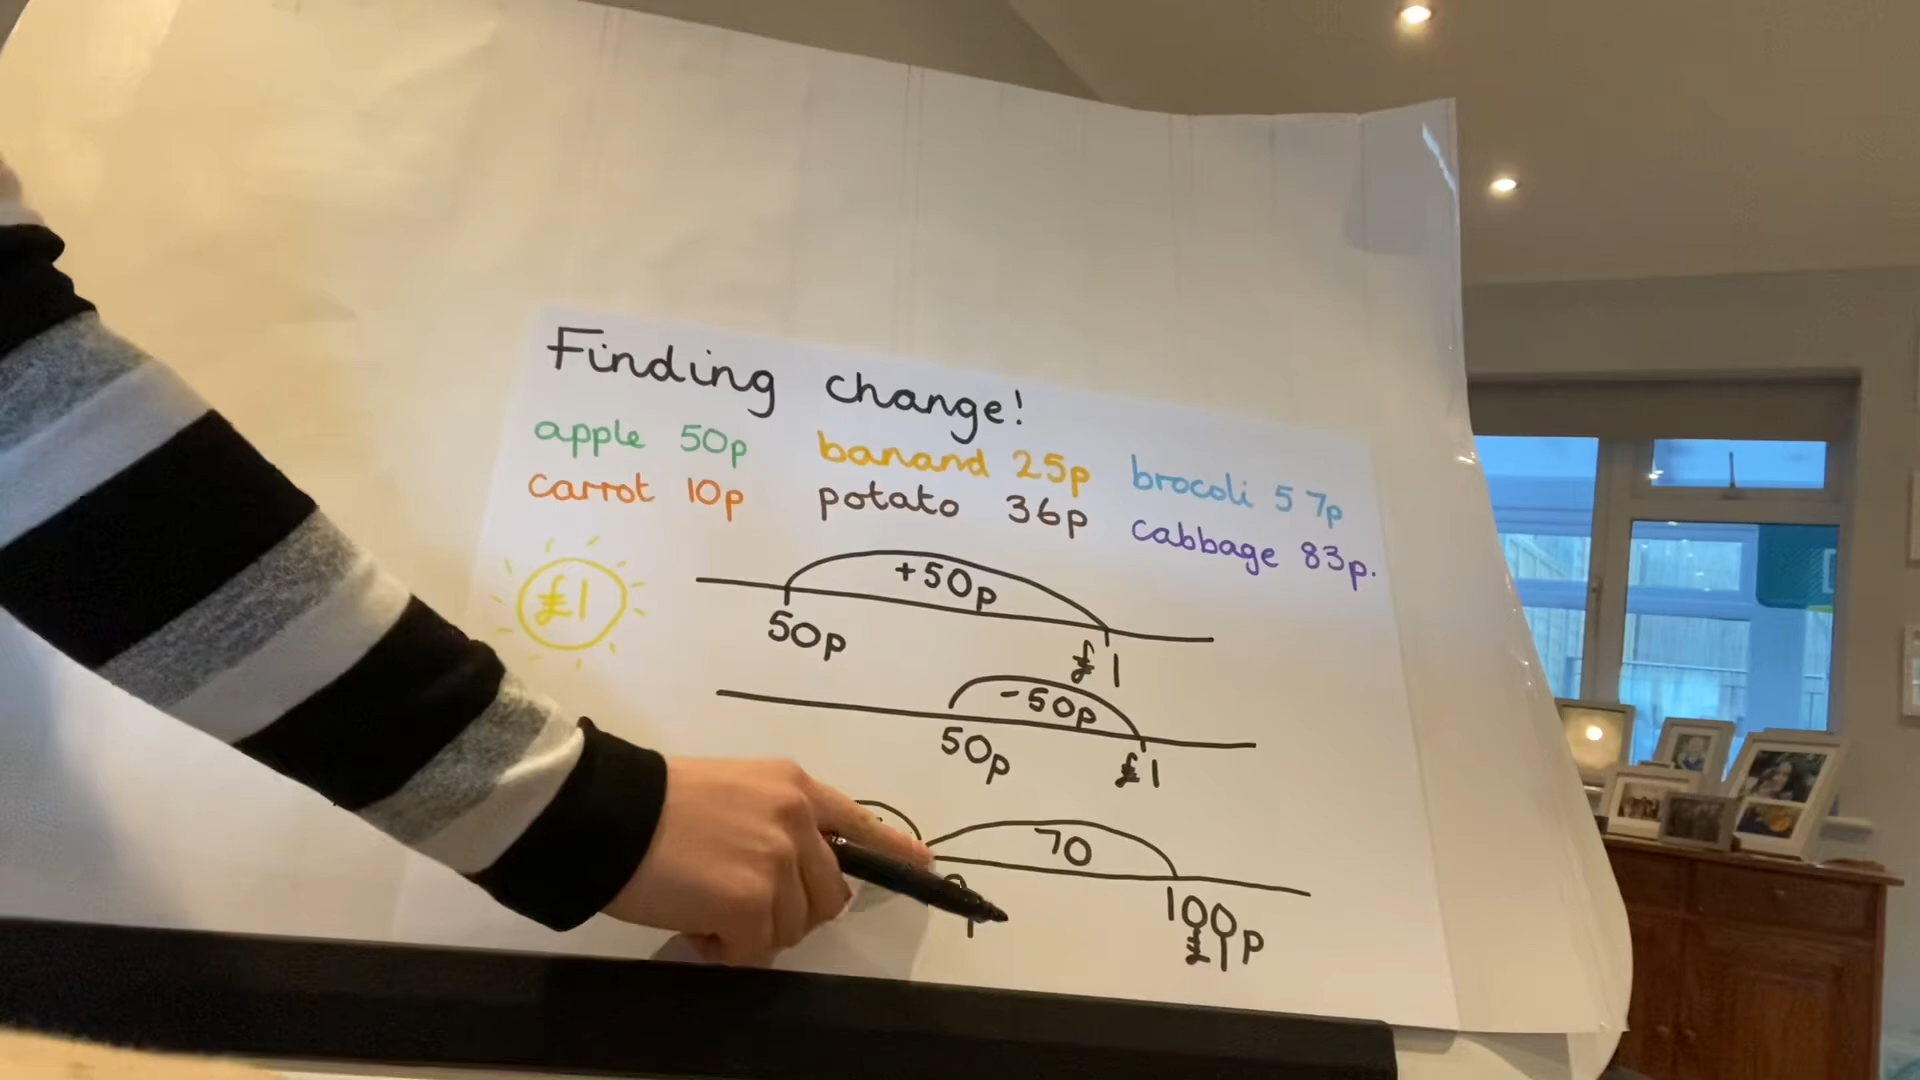 Finding change!
apple 50p banand 25p brocoli 57p
carrot 10p potato 36p cabbage 83p.
£1
+50p
50p £1
-50p
50p £1
70
100p
£1